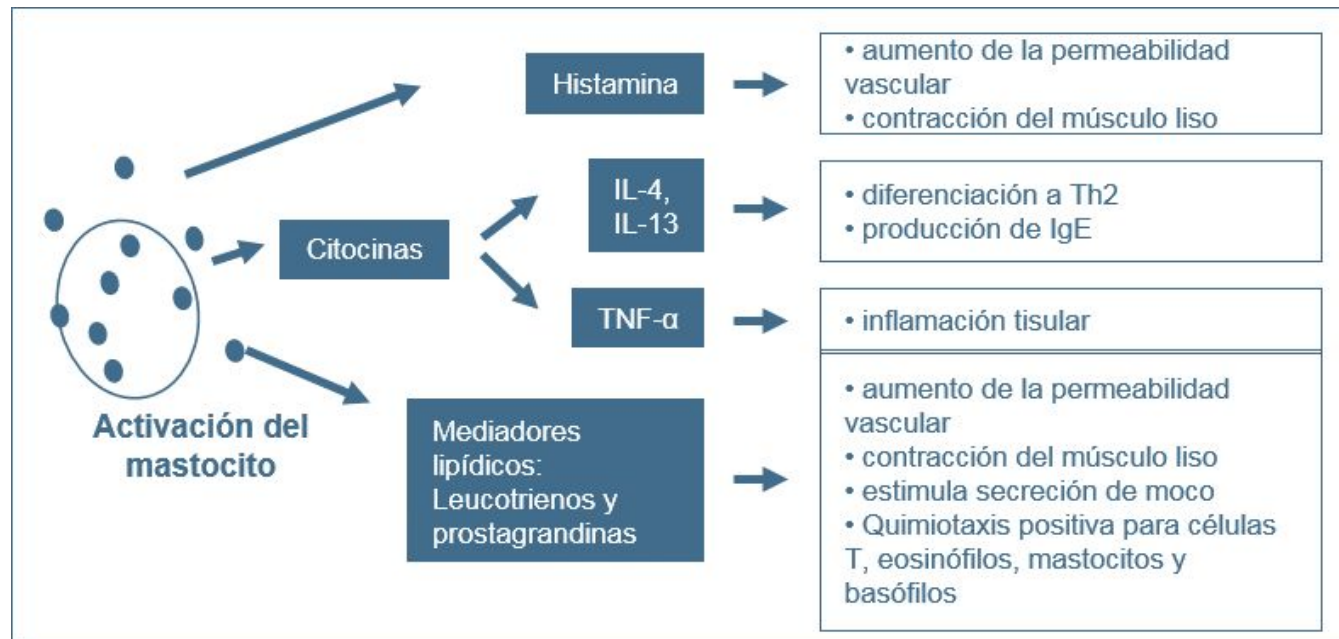 Histamina
• aumento de la permeabilidad
vascular
• contracción del músculo liso
IL-4,
IL-13
• diferenciación a Th2
• producción de IgE
Citocinas
TNF-α
• inflamación tisular
Activación del
mastocito
Mediadores
lipídicos:
Leucotrienos y
prostagrandinas
• aumento de la permeabilidad
vascular
• contracción del músculo liso
• estimula secreción de moco
• Quimiotaxis positiva para células
T, eosinófilos, mastocitos y
basófilos